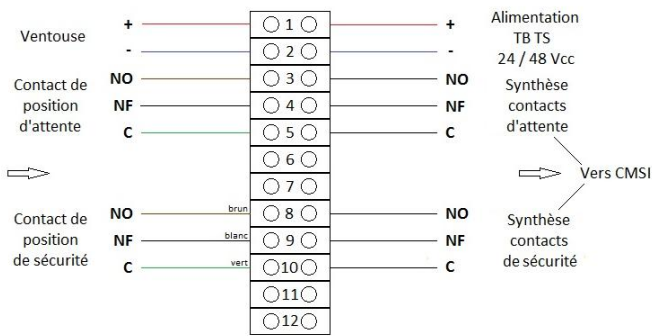 Ventouse
+
-
Contact de
position
d'attente
NO
NF
C
Contact de
position
de sécurité
NO
NF
C
brun
blanc
vert
1
2
3
4
5
6
7
8
9
10
11
12
+
-
Alimentation
TB TS
24 / 48 Vcc
NO
NF
C
Synthèse
contacts
d'attente
Vers CMSI
NO
NF
C
Synthèse
contacts
de sécurité